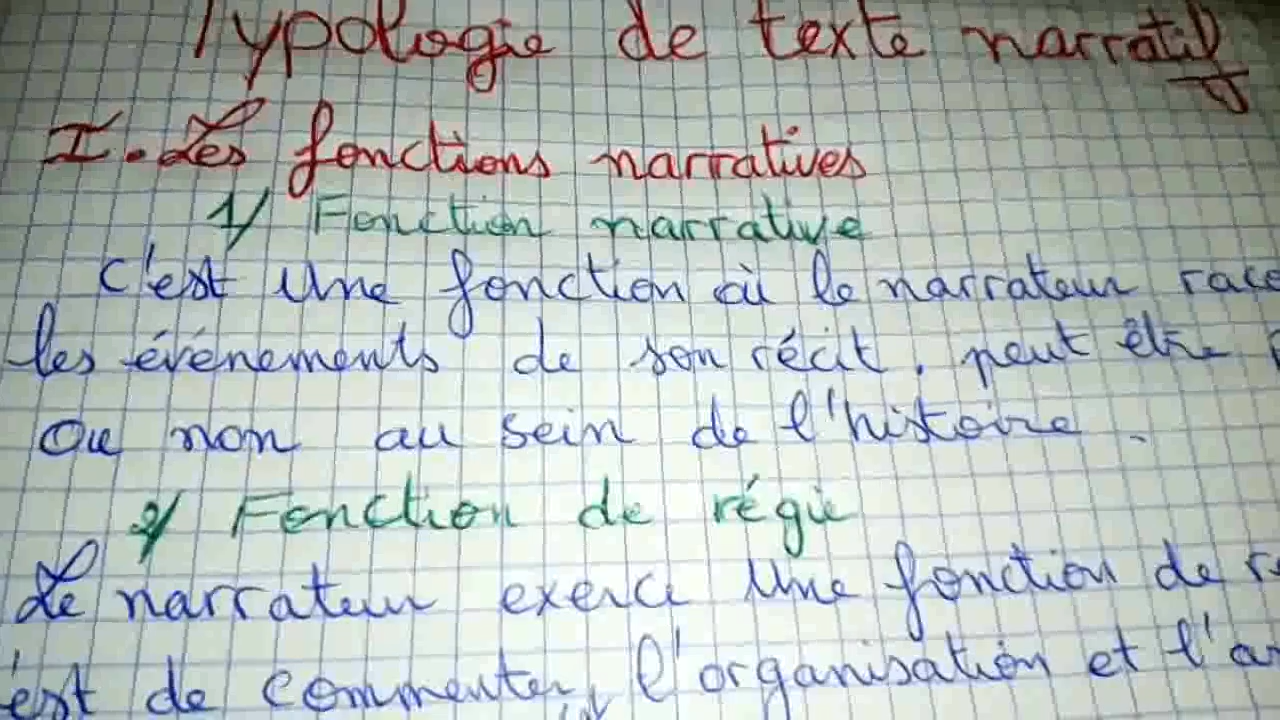 Typologie de texte narratif
I. Les fonctions narratives
1/ Fonction narrative
C'est une fonction où le narrateur raco
les événements de son récit, peut être
ou non au sein de l'histoire.
2/ Fonction de régie
Le narrateur exerce une fonction de r
c'est de commenter, l'organisation et l'a